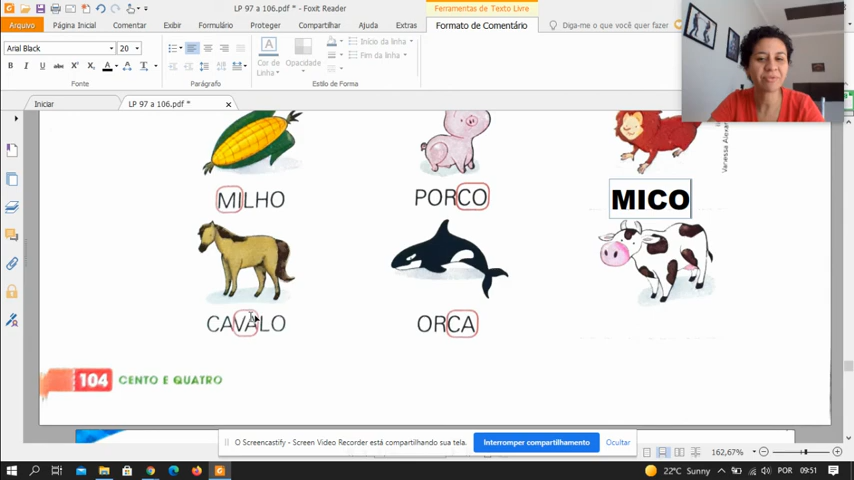 LP 97 a 106.pdf * - Foxit Reader
Ferramentas de Texto Livre
Arquivo Página Inicial Comentar Exibir Formulário Proteger Compartilhar Ajuda Extras Formato de Comentário Diga-me o que você quer fazer
Arial Black 20
Início da linha
Fim da linha
Cor de Linha Opacidade
Fonte Parágrafo Estilo de Forma
Iniciar LP 97 a 106.pdf *
MILHO PORCO MICO
CAVALO ORCA
104 CENTO E QUATRO
O Screencastify - Screen Video Recorder está compartilhando sua tela. Interromper compartilhamento Ocultar
162,67%
22°C Sunny POR 09:51